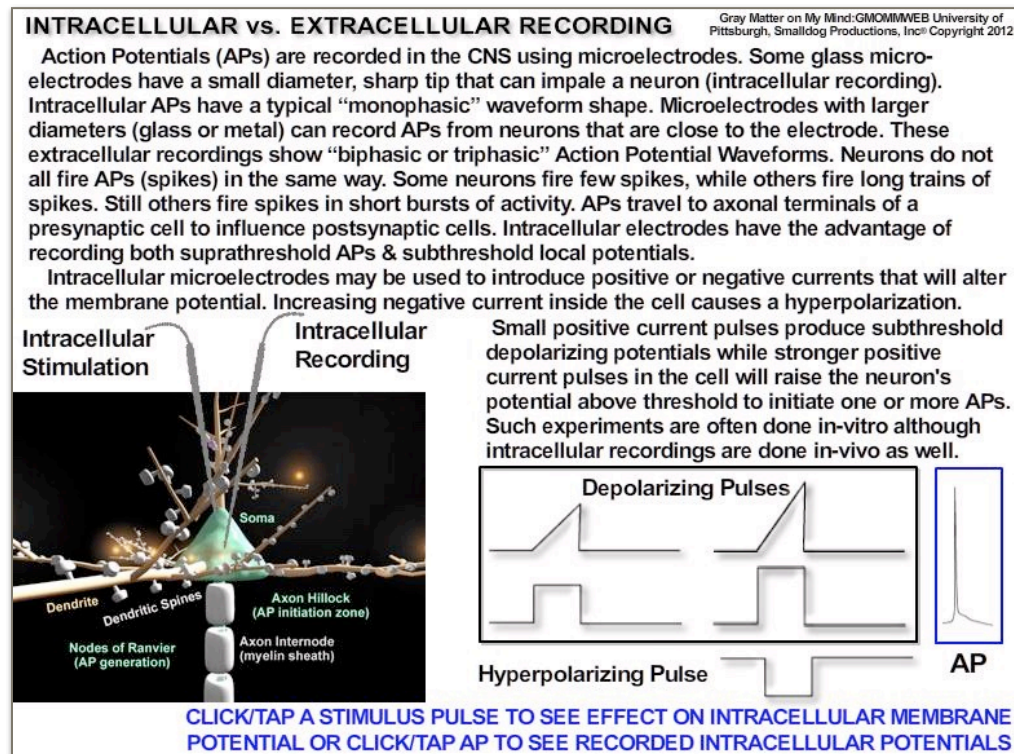 INTRACELLULAR vs. EXTRACELLULAR RECORDING
Gray Matter on My Mind:GMOMMWEB University of
Pittsburgh, Smalldog Productions, Inc® Copyright 2012
Action Potentials (APs) are recorded in the CNS using microelectrodes. Some glass micro-
electrodes have a small diameter, sharp tip that can impale a neuron (intracellular recording).
Intracellular APs have a typical “monophasic” waveform shape. Microelectrodes with larger
diameters (glass or metal) can record APs from neurons that are close to the electrode. These
extracellular recordings show “biphasic or triphasic” Action Potential Waveforms. Neurons do not
all fire APs (spikes) in the same way. Some neurons fire few spikes, while others fire long trains of
spikes. Still others fire spikes in short bursts of activity. APs travel to axonal terminals of a
presynaptic cell to influence postsynaptic cells. Intracellular electrodes have the advantage of
recording both suprathreshold APs & subthreshold local potentials.
Intracellular microelectrodes may be used to introduce positive or negative currents that will alter
the membrane potential. Increasing negative current inside the cell causes a hyperpolarization.
Small positive current pulses produce subthreshold
depolarizing potentials while stronger positive
current pulses in the cell will raise the neuron's
potential above threshold to initiate one or more APs.
Such experiments are often done in-vitro although
intracellular recordings are done in-vivo as well.
Intracellular
Stimulation
Intracellular
Recording
Soma
Dendrite
Dendritic Spines
Axon Hillock
(AP initiation zone)
Nodes of Ranvier
(AP generation)
Axon Internode
(myelin sheath)
Depolarizing Pulses
Hyperpolarizing Pulse
AP
CLICK/TAP A STIMULUS PULSE TO SEE EFFECT ON INTRACELLULAR MEMBRANE
POTENTIAL OR CLICK/TAP AP TO SEE RECORDED INTRACELLULAR POTENTIALS